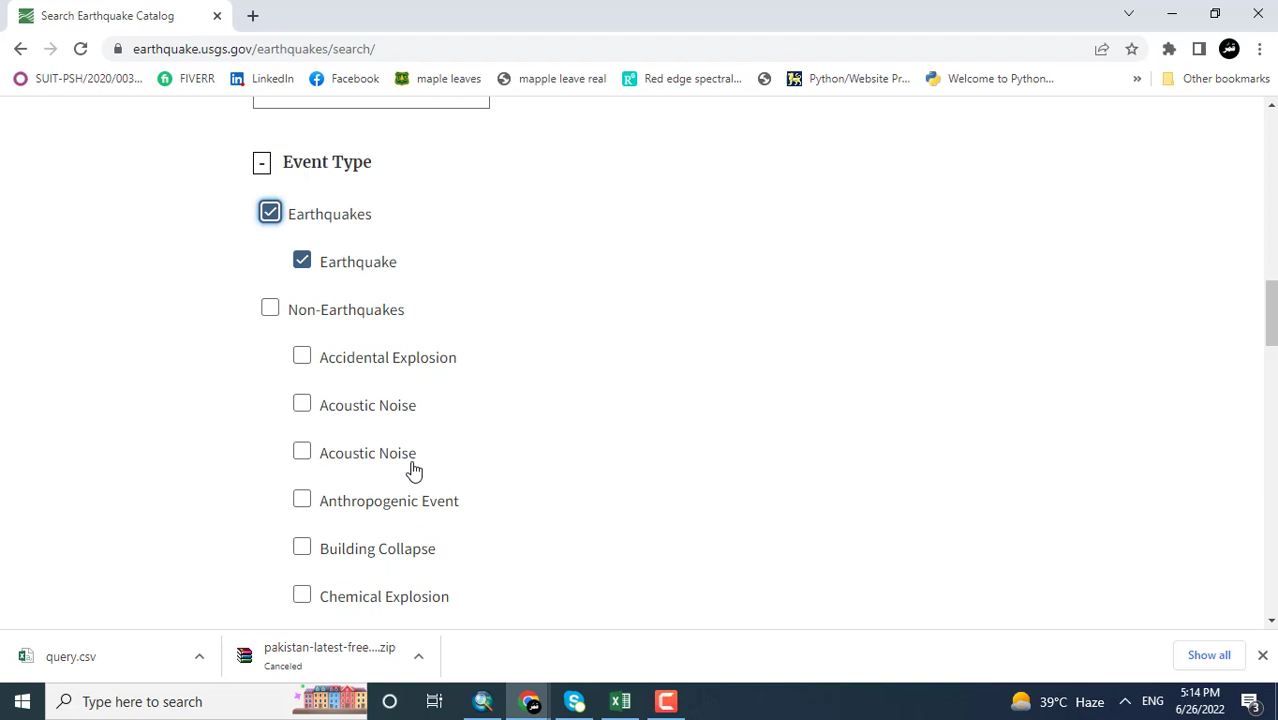 Search Earthquake Catalog
earthquake.usgs.gov/earthquakes/search/
SUIT-PSH/2020/003...
FIVERR
LinkedIn
Facebook
maple leaves
mapple leave real
Red edge spectral...
Python/Website Pr...
Welcome to Python...
»
Other bookmarks
- Event Type
Earthquakes
Earthquake
Non-Earthquakes
Accidental Explosion
Acoustic Noise
Acoustic Noise
Anthropogenic Event
Building Collapse
Chemical Explosion
query.csv
pakistan-latest-free....zip
Canceled
Show all
Type here to search
39°C Haze
ENG
5:14 PM
6/26/2022
3